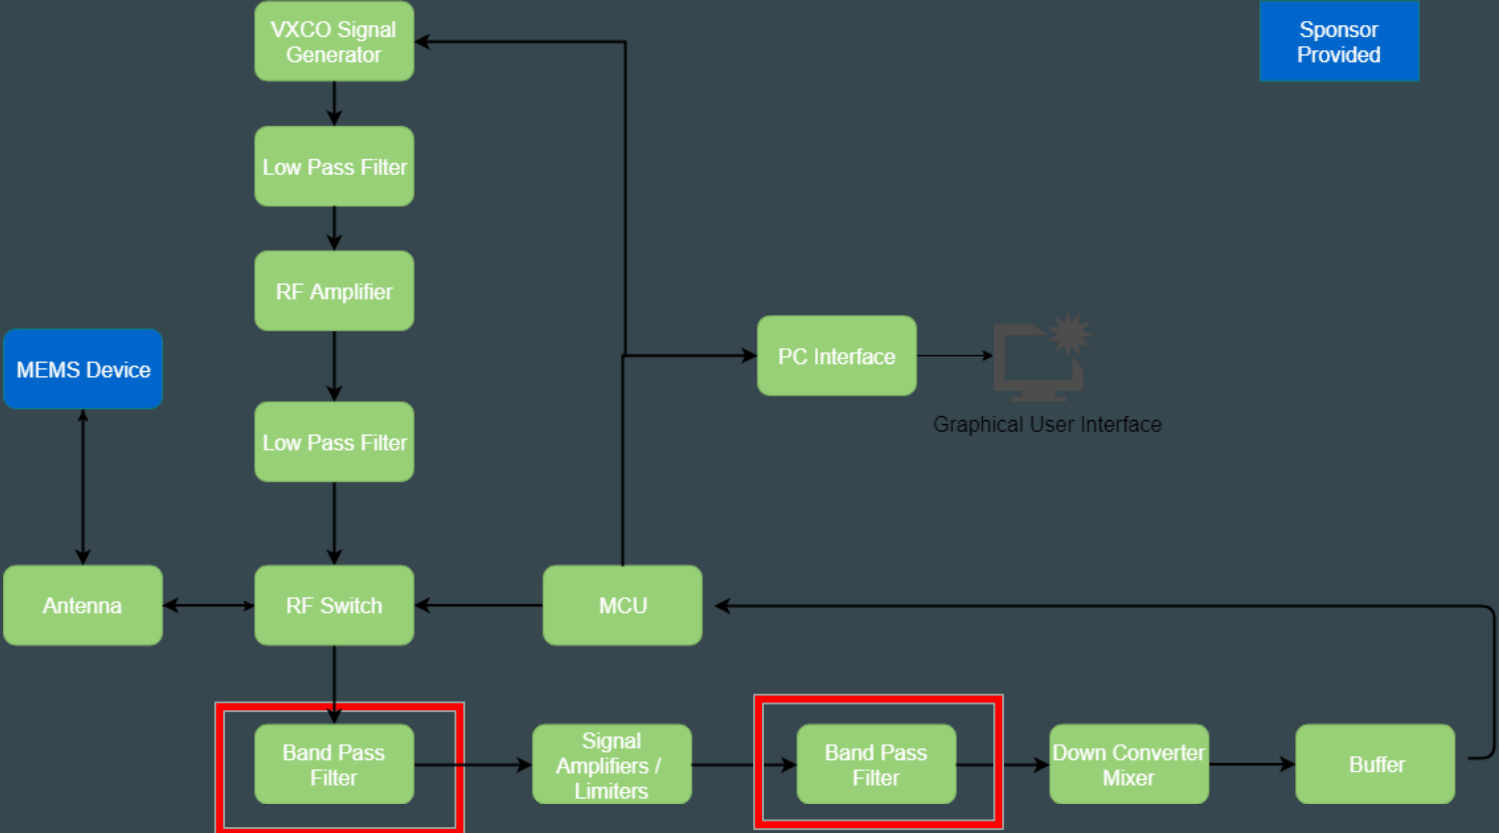 VXCO Signal
Generator
Sponsor
Provided
Low Pass Filter
RF Amplifier
MEMS Device
PC Interface
Graphical User Interface
Low Pass Filter
Antenna
RF Switch
MCU
Band Pass
Filter
Signal
Amplifiers /
Limiters
Band Pass
Filter
Down Converter
Mixer
Buffer